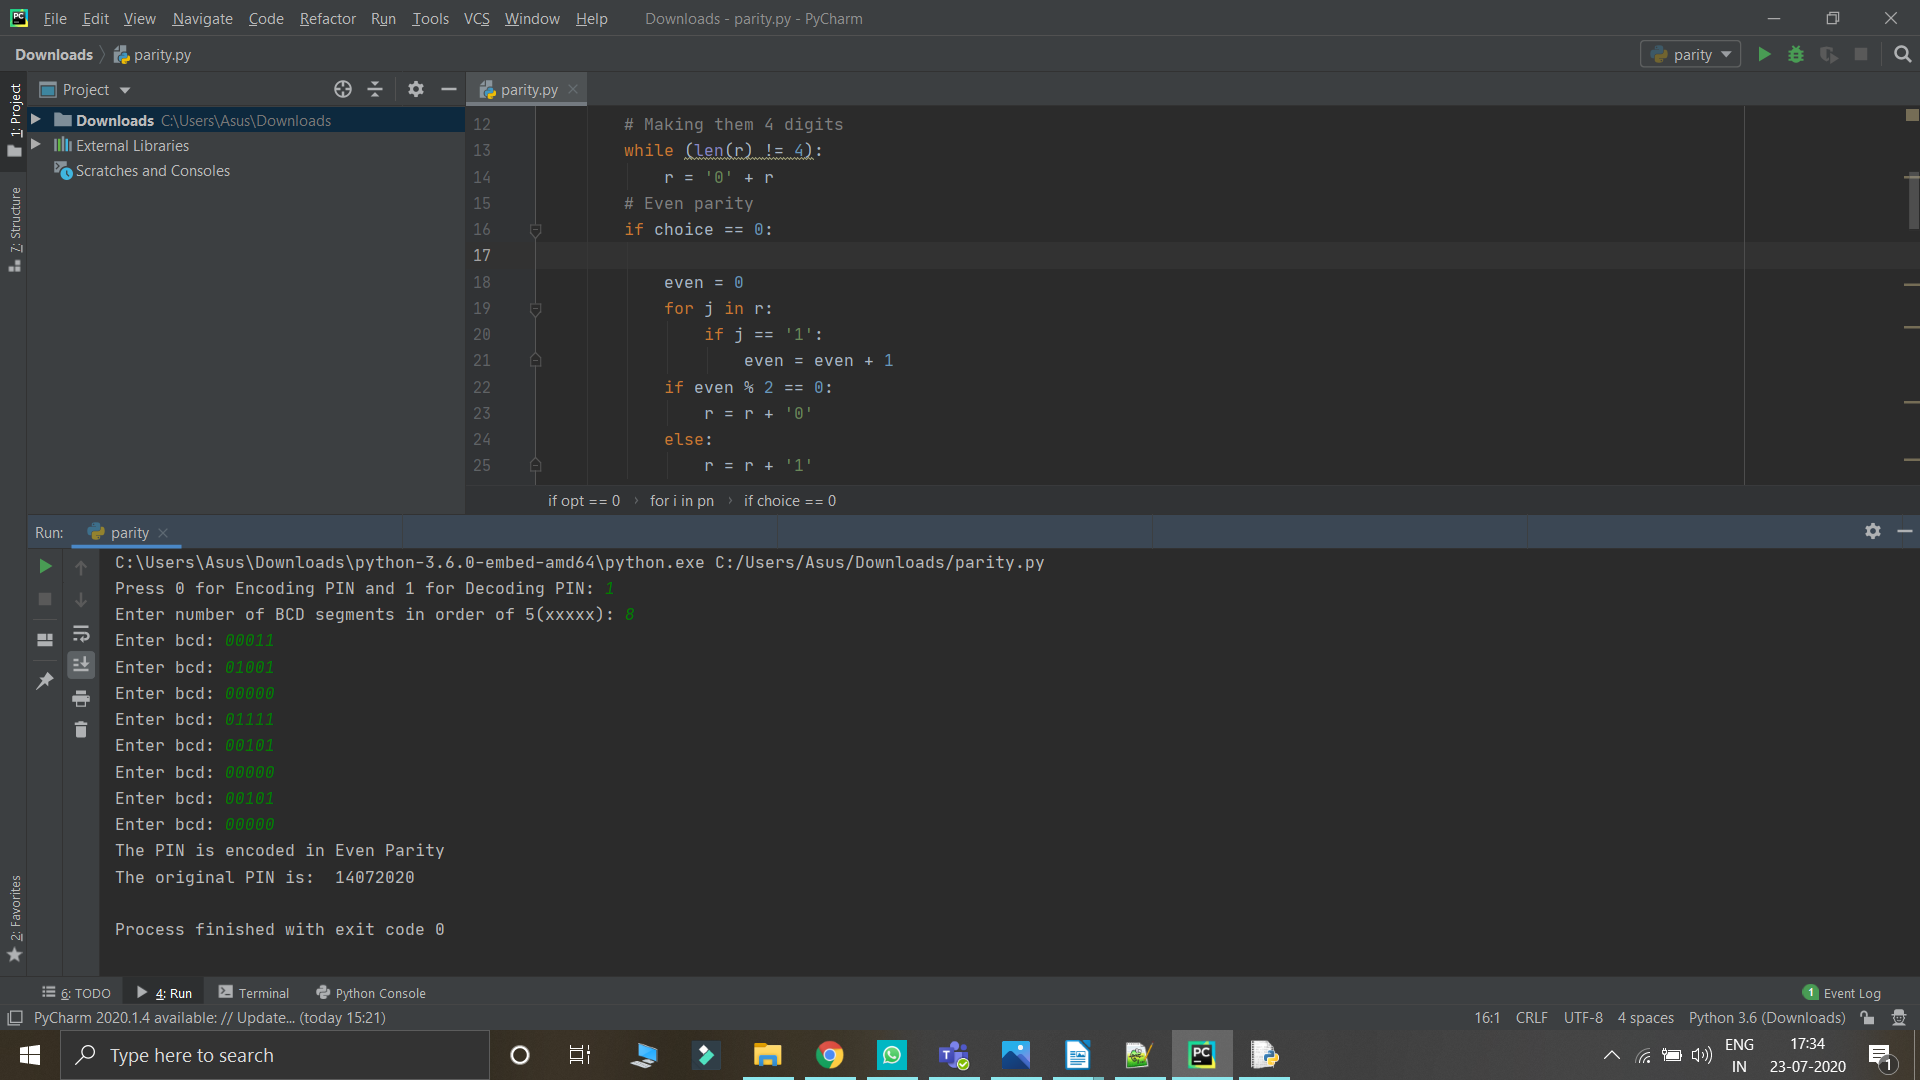 File Edit View Navigate Code Refactor Run Tools VCS Window Help Downloads - parity.py - PyCharm
Downloads parity.py parity
Project parity.py
Downloads C:\Users\Asus\Downloads
External Libraries
Scratches and Consoles
1: Project
7: Structure
2: Favorites
12 # Making them 4 digits
13 while (len(r) != 4):
14 r = '0' + r
15 # Even parity
16 if choice == 0:
17
18 even = 0
19 for j in r:
20 if j == '1':
21 even = even + 1
22 if even % 2 == 0:
23 r = r + '0'
24 else:
25 r = r + '1'
if opt == 0 › for i in pn › if choice == 0
Run: parity
C:\Users\Asus\Downloads\python-3.6.0-embed-amd64\python.exe C:/Users/Asus/Downloads/parity.py
Press 0 for Encoding PIN and 1 for Decoding PIN: 1
Enter number of BCD segments in order of 5(xxxxx): 8
Enter bcd: 00011
Enter bcd: 01001
Enter bcd: 00000
Enter bcd: 01111
Enter bcd: 00101
Enter bcd: 00000
Enter bcd: 00101
Enter bcd: 00000
The PIN is encoded in Even Parity
The original PIN is:  14072020
Process finished with exit code 0
6: TODO 4: Run Terminal Python Console 1 Event Log
PyCharm 2020.1.4 available: // Update... (today 15:21) 16:1 CRLF UTF-8 4 spaces Python 3.6 (Downloads)
Type here to search
ENG 17:34
IN 23-07-2020 1